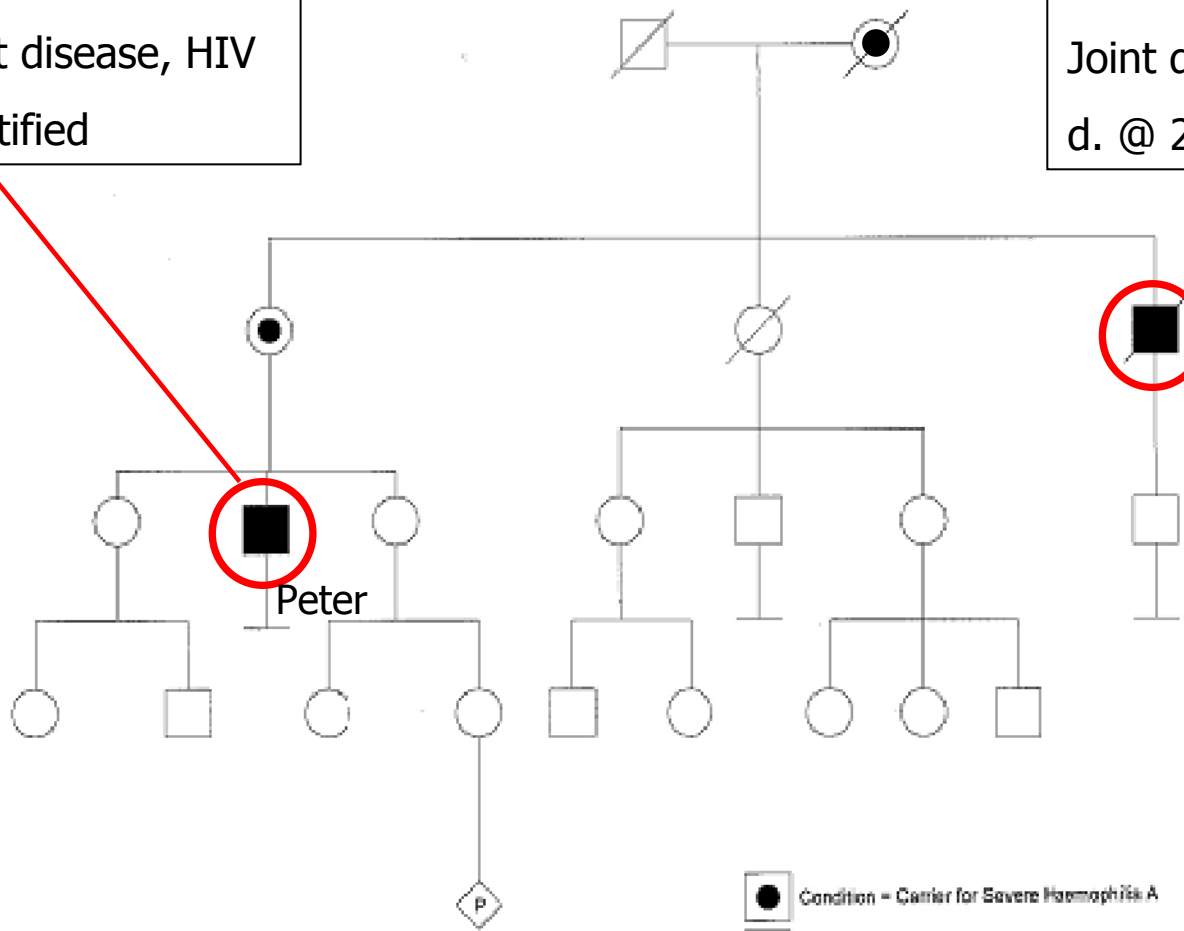 t disease, HIV
tified
Joint
d. @ 2
Peter
P
Condition = Carrier for Severe Haemophilia A